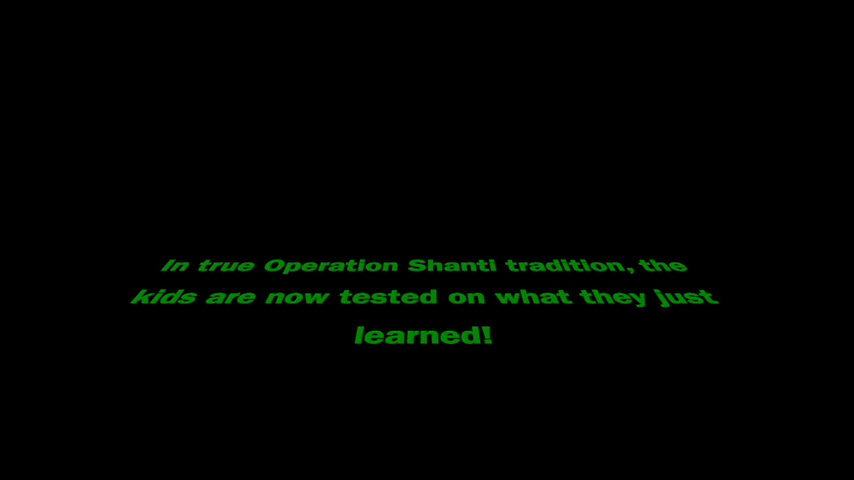 In true Operation Shanti tradition, the
kids are now tested on what they just
learned!